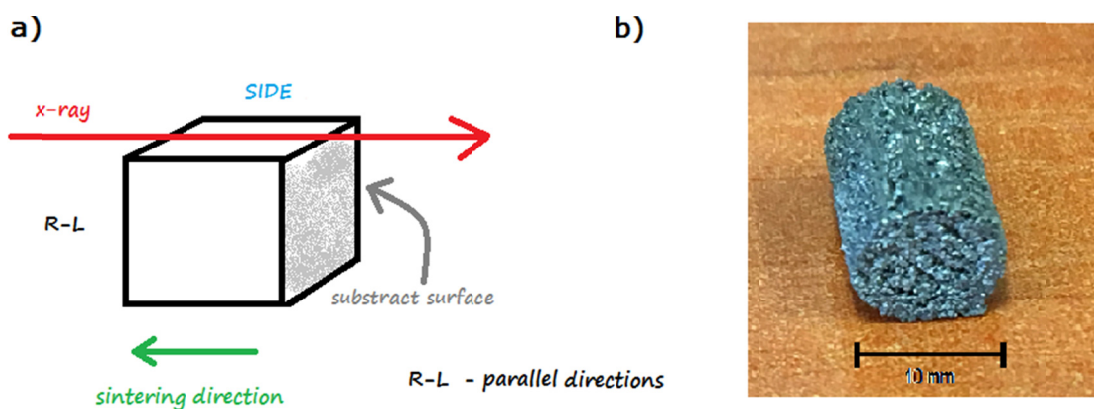 a)
b)
SIDE
x-ray
R-L
substract surface
sintering direction
R-L - parallel directions
10 mm